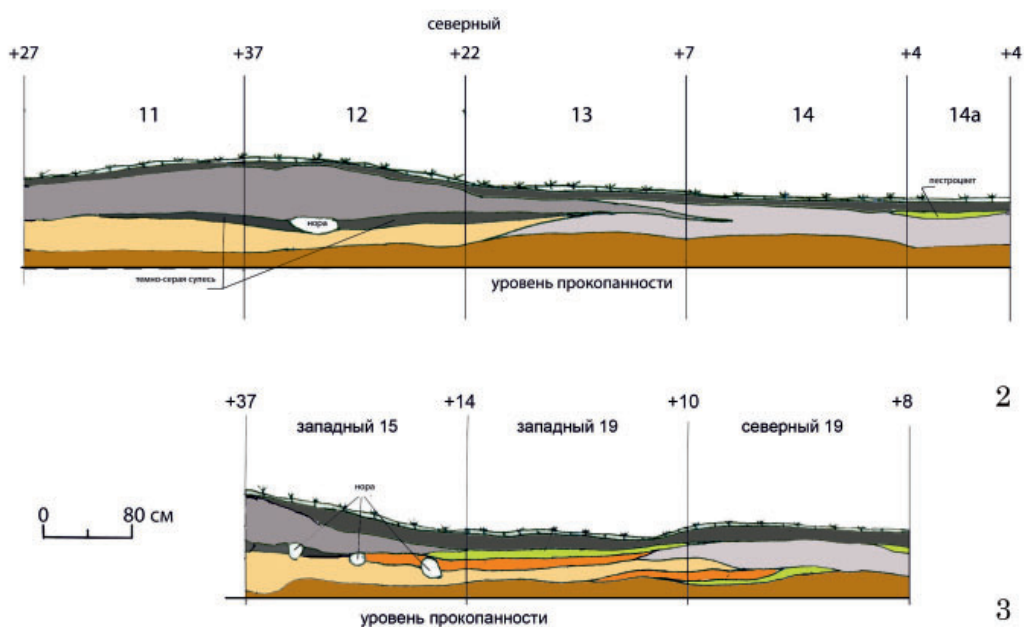 северный
+27 +37 +22 +7 +4 +4
11 12 13 14 14а
пестроцвет
нора
темно-серая супесь
уровень прокопанности
2
+37 +14 +10 +8
западный 15 западный 19 северный 19
нора
0 80 см
3
уровень прокопанности